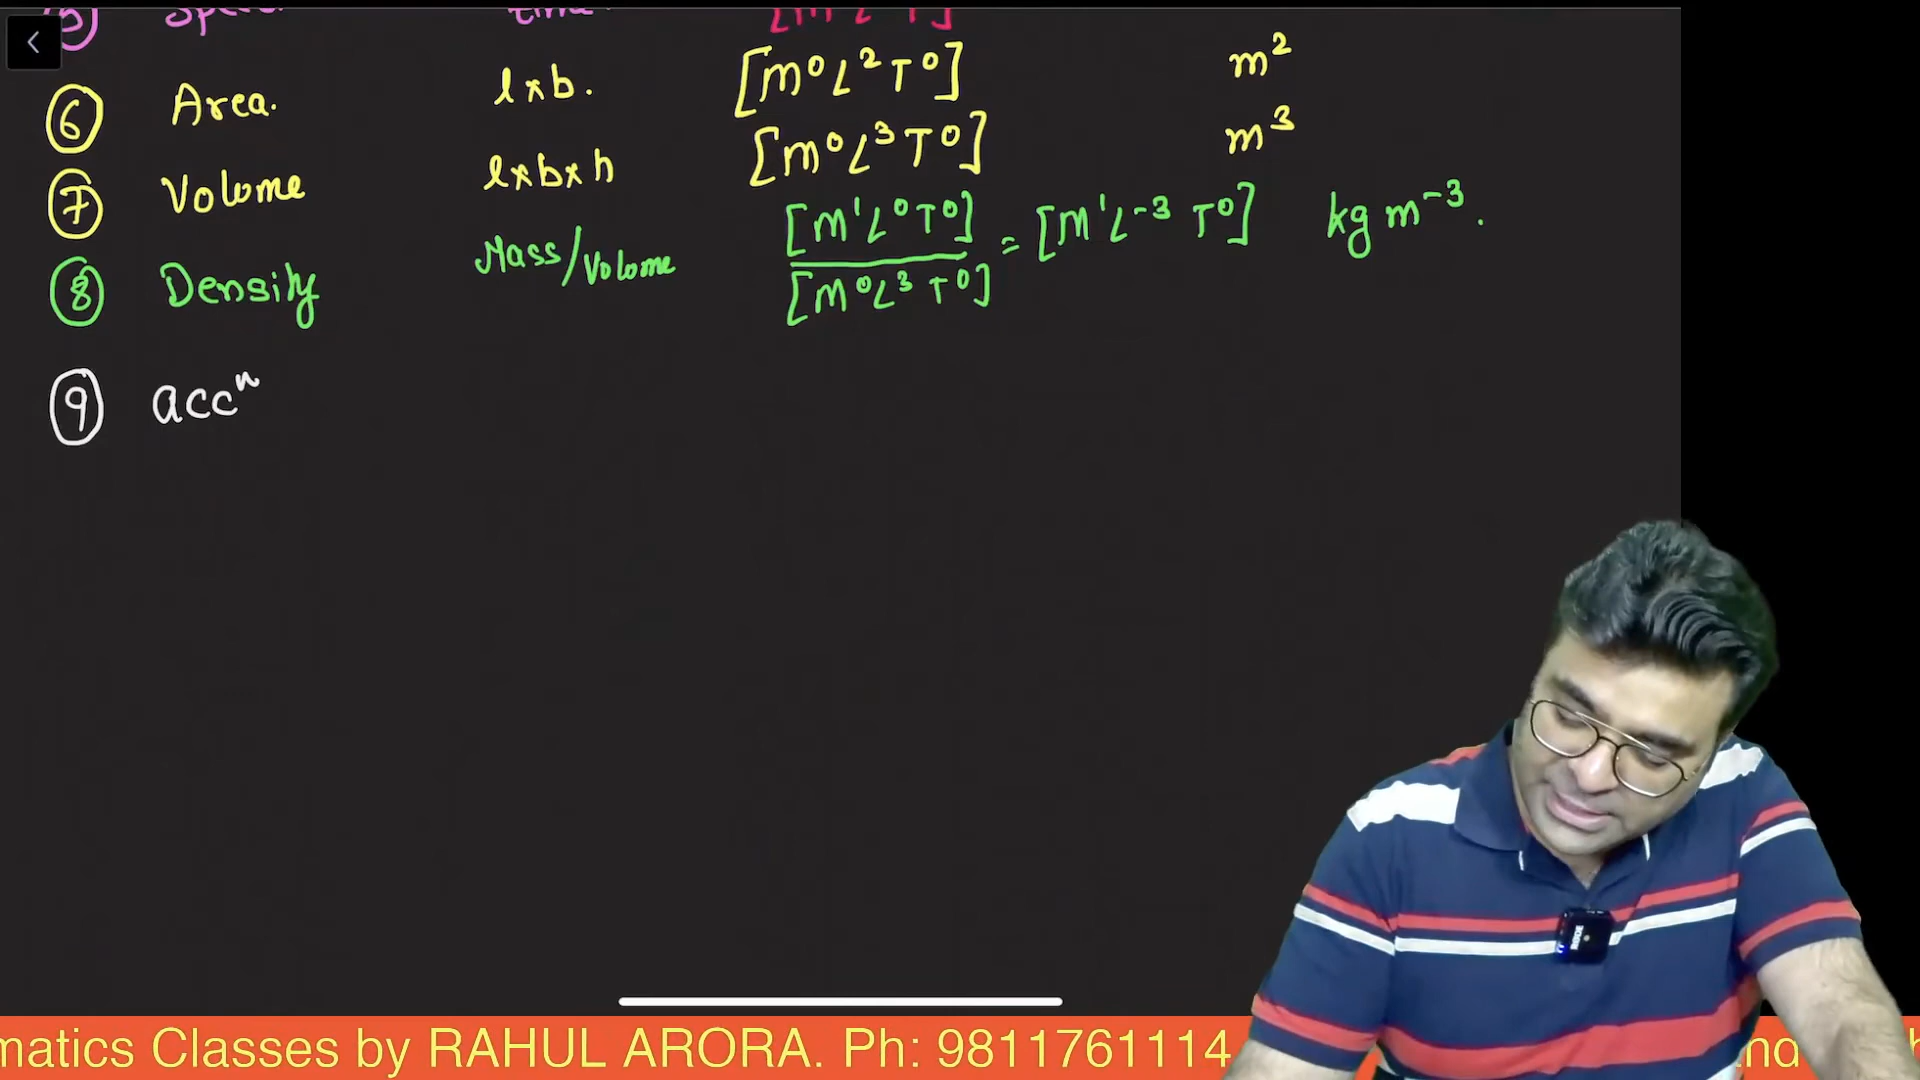 ⑥ Area. l×b. [M⁰L²T⁰] m²
⑦ Volume l×b×h [M⁰L³T⁰] m³
⑧ Density Mass/Volume [M¹L⁰T⁰]/[M⁰L³T⁰] = [M¹L⁻³T⁰] kg m⁻³.
⑨ accⁿ
matics Classes by RAHUL ARORA. Ph: 9811761114